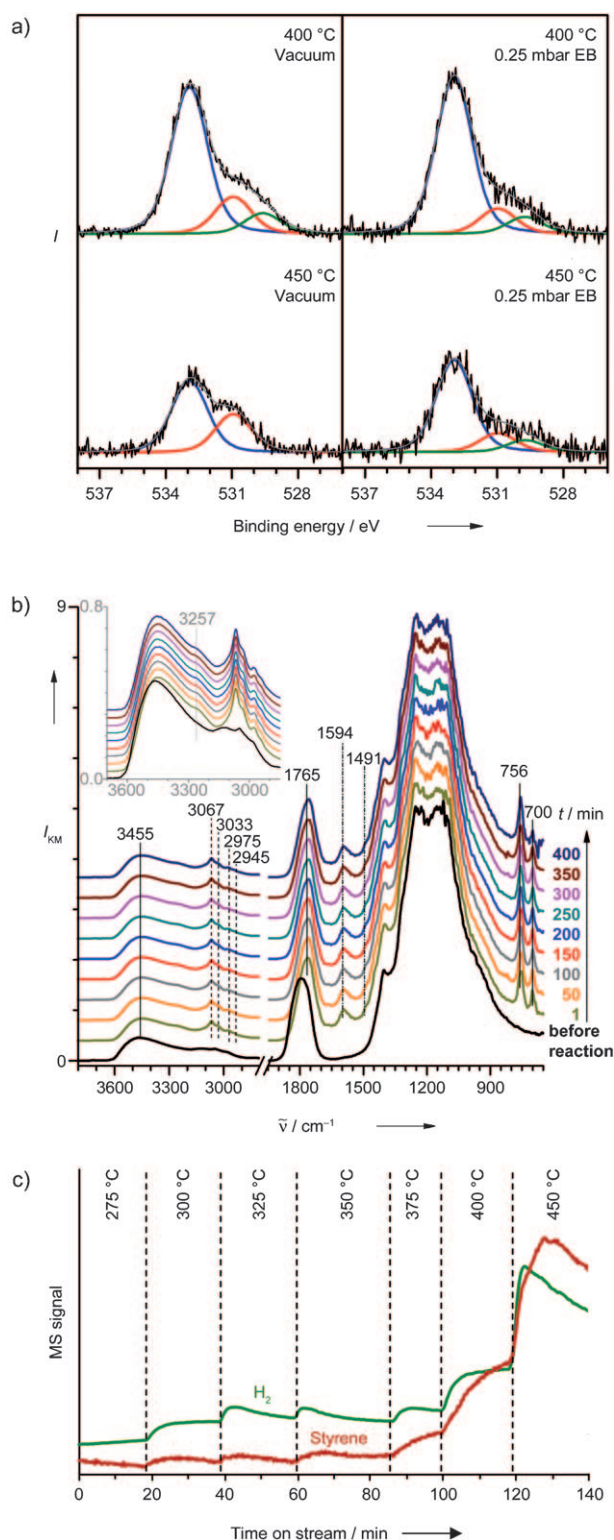 a)
400 °C
Vacuum
400 °C
0.25 mbar EB
I
450 °C
Vacuum
450 °C
0.25 mbar EB
537 534 531 528 537 534 531 528
Binding energy / eV
b)
9
0.8
3257
0.0
3600 3300 3000
I KM
3455
3067
3033
2975
2945
1765
1594
1491
756
700
t / min
400
350
300
250
200
150
100
50
1
before
reaction
0
3600 3300 3000 1800 1500 1200 900
ṽ / cm⁻¹
c)
275 °C
300 °C
325 °C
350 °C
375 °C
400 °C
450 °C
MS signal
H₂
Styrene
0 20 40 60 80 100 120 140
Time on stream / min